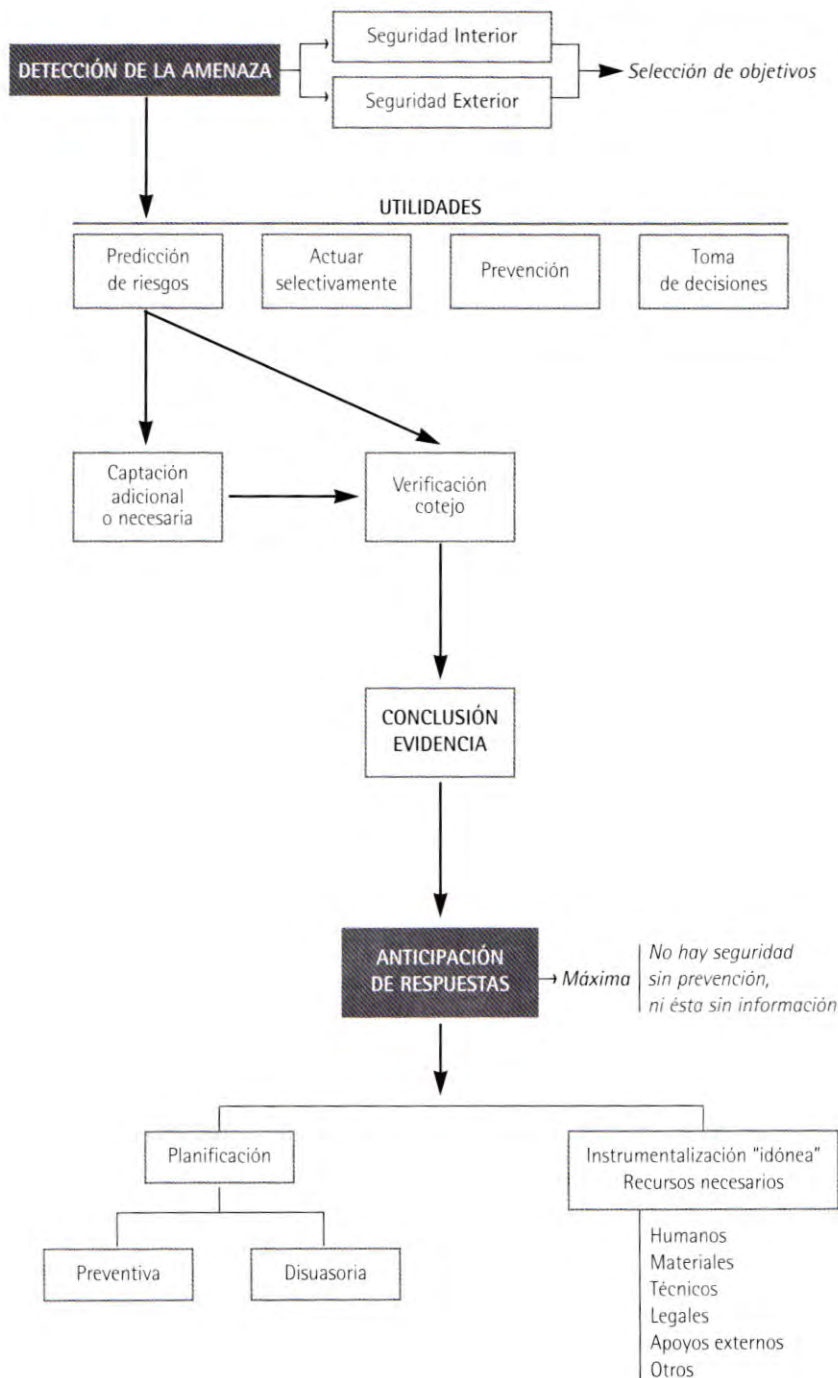 Seguridad Interior
DETECCIÓN DE LA AMENAZA
Selección de objetivos
Seguridad Exterior
UTILIDADES
Predicción
de riesgos
Actuar
selectivamente
Prevención
Toma
de decisiones
Captación
adicional
o necesaria
Verificación
cotejo
CONCLUSIÓN
EVIDENCIA
ANTICIPACIÓN
DE RESPUESTAS
Máxima
No hay seguridad
sin prevención,
ni ésta sin información
Planificación
Instrumentalización "idónea"
Recursos necesarios
Preventiva
Disuasoria
Humanos
Materiales
Técnicos
Legales
Apoyos externos
Otros